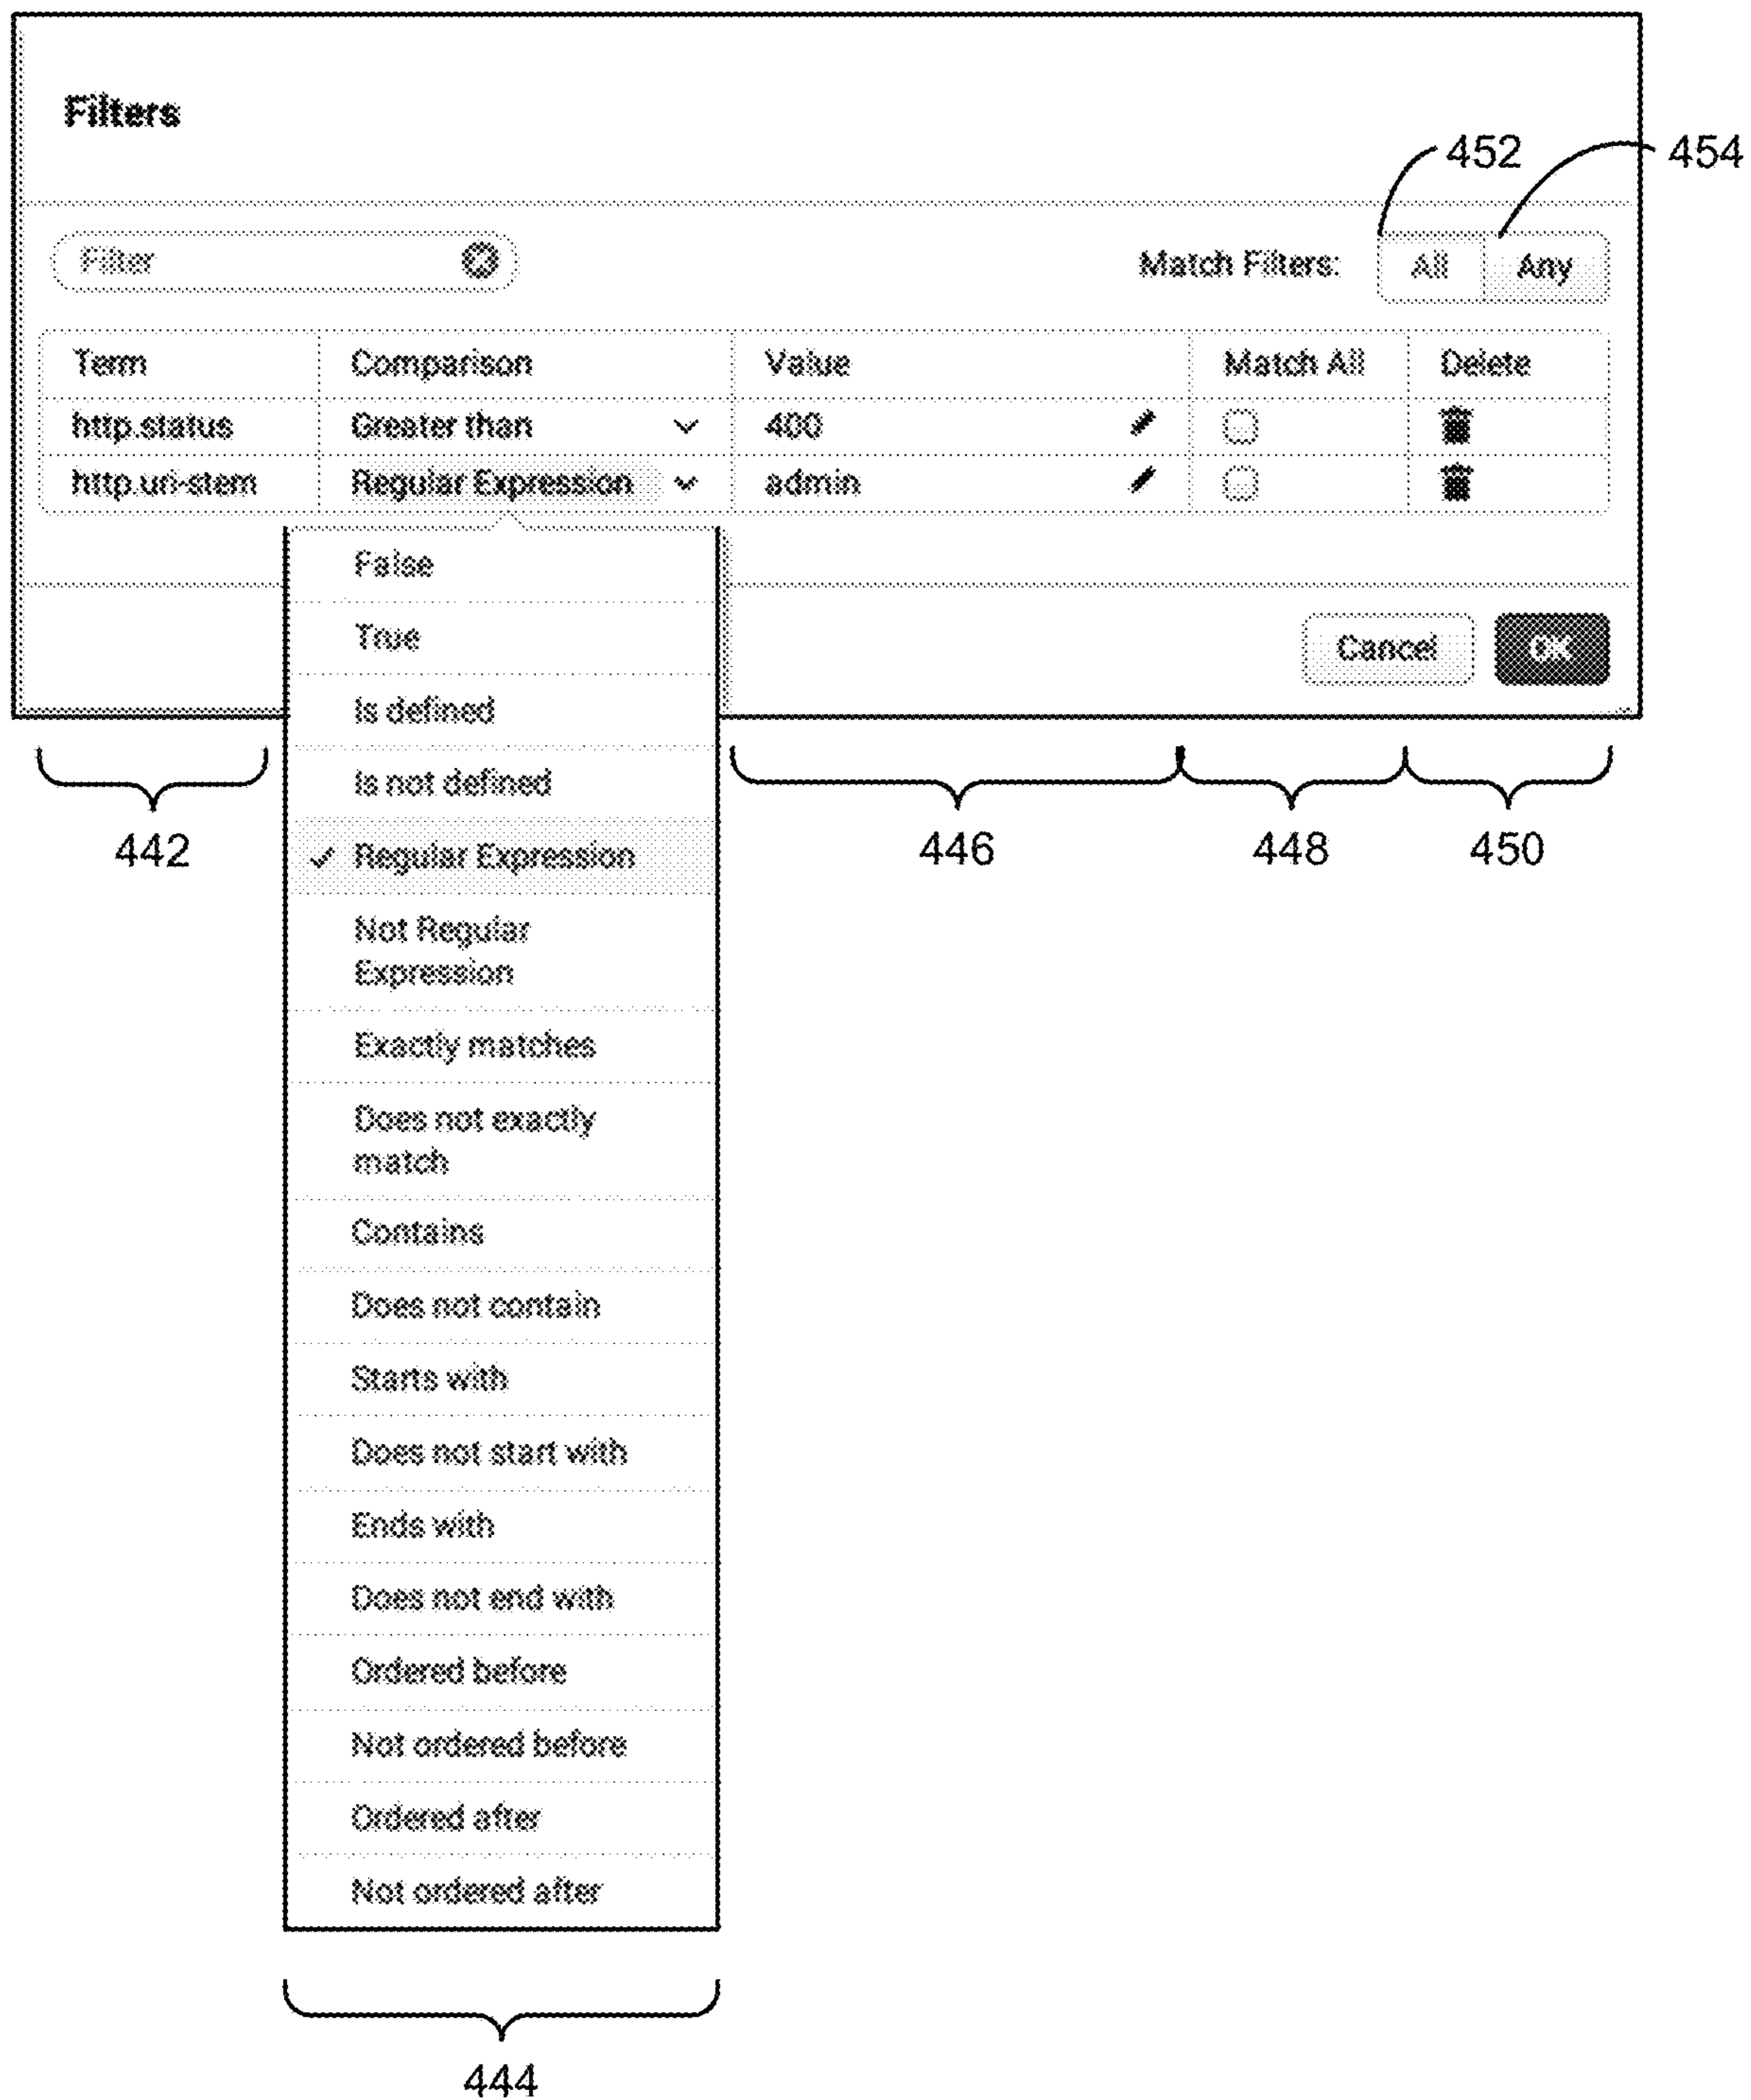 Filters
452
454
Filter
Match Filters: All Any
Term Comparison Value Match All Delete
http.status Greater than 400
http.uri-stem Regular Expression admin
False
True
Is defined
Is not defined
Regular Expression
Not Regular
Expression
Exactly matches
Does not exactly
match
Contains
Does not contain
Starts with
Does not start with
Ends with
Does not end with
Ordered before
Not ordered before
Ordered after
Not ordered after
Cancel OK
442
446
448
450
444